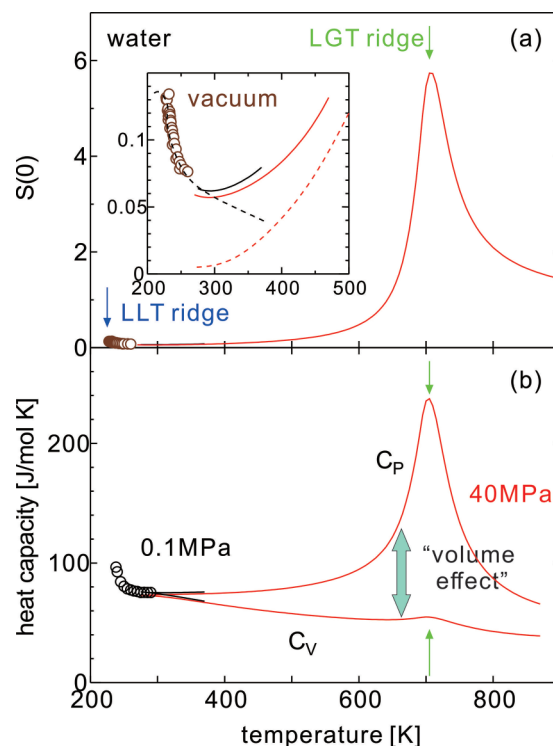 water
LGT ridge
(a)
6
4
2
0
S(0)
vacuum
0.1
0.05
0
200
300
400
500
LLT ridge
(b)
200
100
0
heat capacity [J/mol K]
CP
40MPa
0.1MPa
“volume
effect”
CV
200
400
600
800
temperature [K]